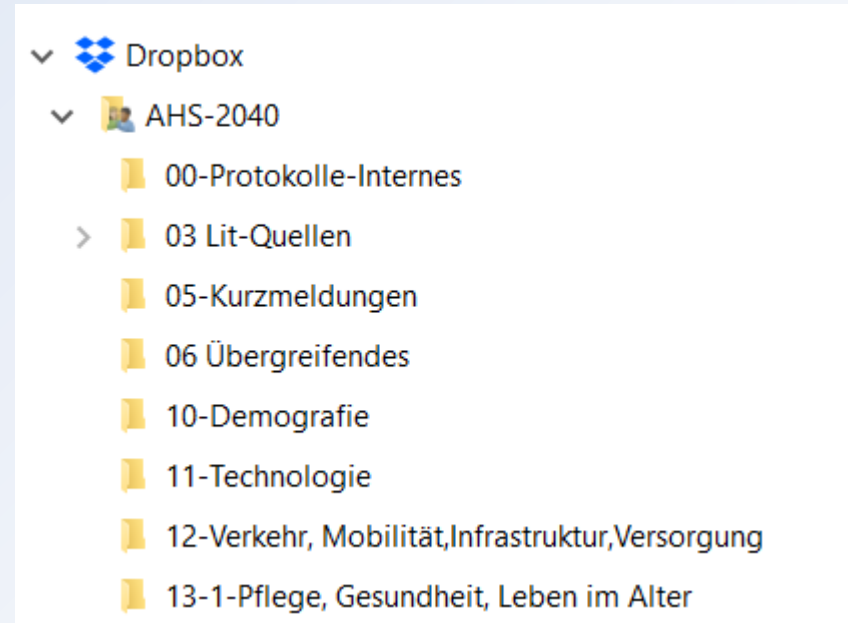 Dropbox
AHS-2040
00-Protokolle-Internes
03 Lit-Quellen
05-Kurzmeldungen
06 Übergreifendes
10-Demografie
11-Technologie
12-Verkehr, Mobilität,Infrastruktur,Versorgung
13-1-Pflege, Gesundheit, Leben im Alter